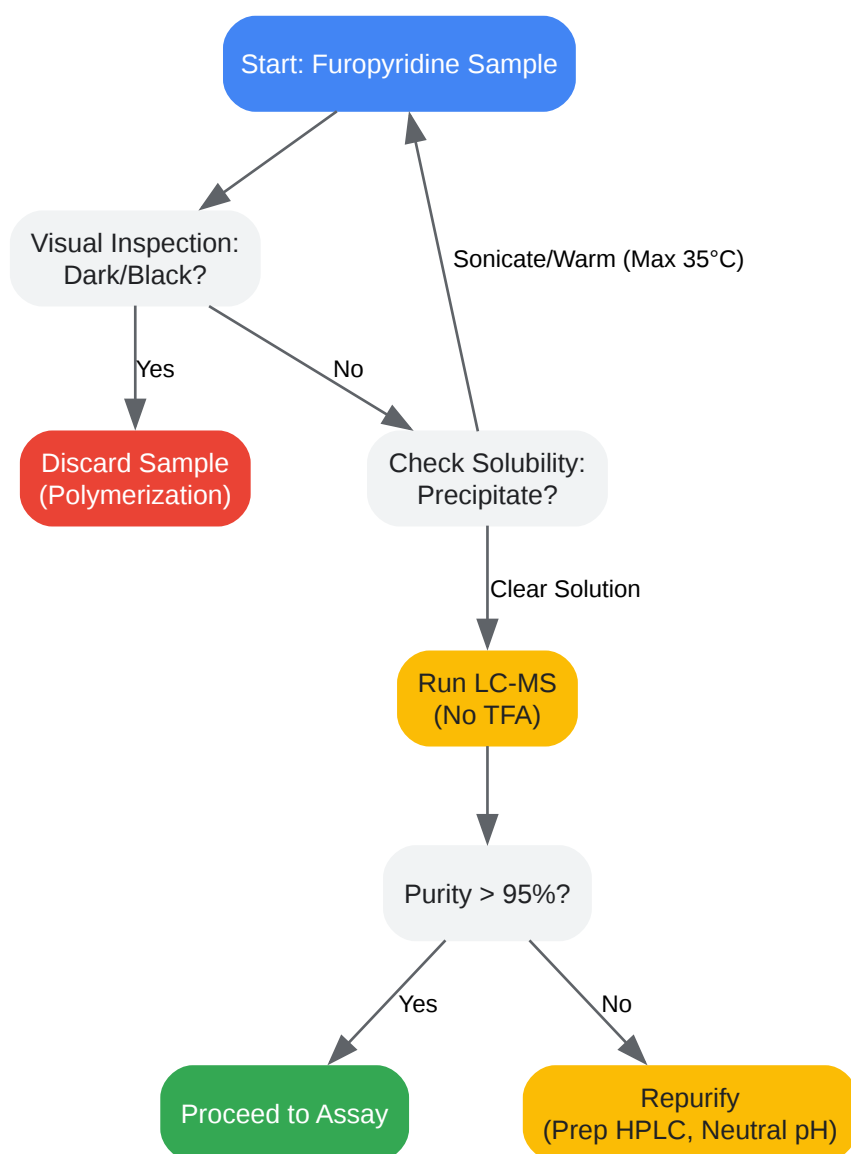 Start: Furopyridine Sample
Visual Inspection:
Dark/Black?
Sonicate/Warm (Max 35°C)
Yes
No
Discard Sample
(Polymerization)
Check Solubility:
Precipitate?
Clear Solution
Run LC-MS
(No TFA)
Purity > 95%?
Yes
No
Proceed to Assay
Repurify
(Prep HPLC, Neutral pH)